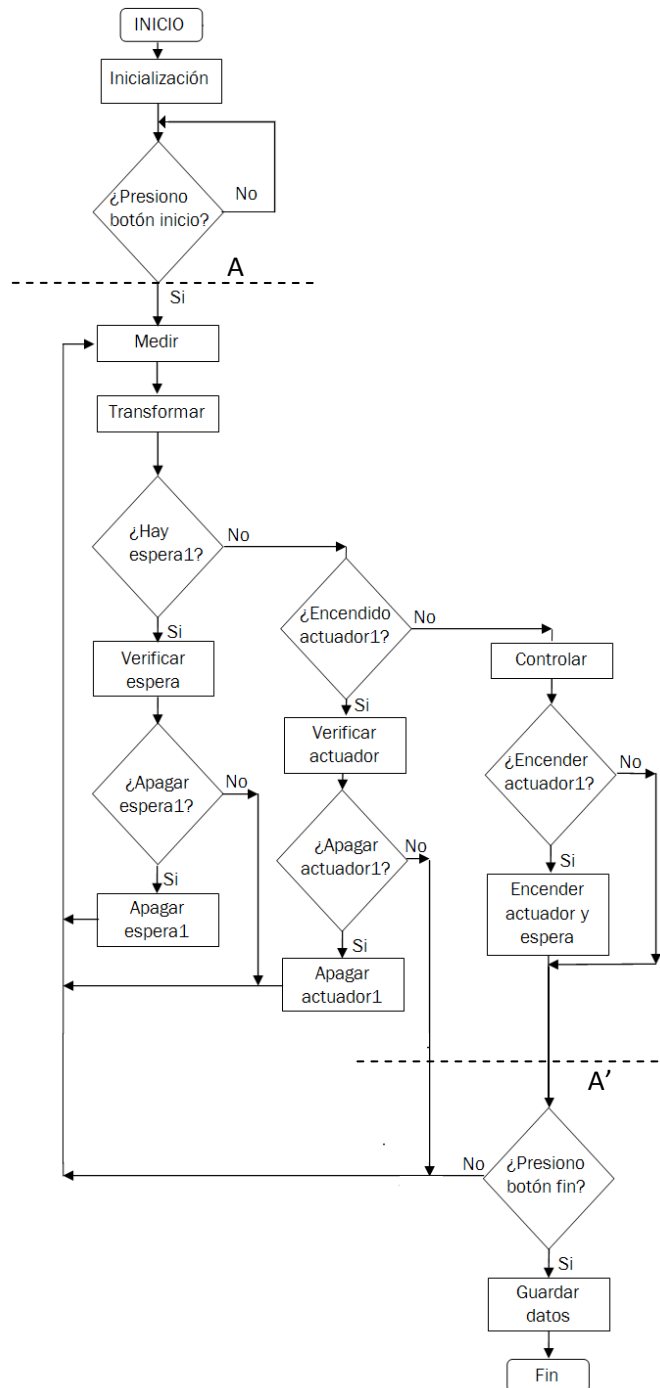 INICIO
Inicialización
¿Presiono
botón inicio?
No
A
Si
Medir
Transformar
¿Hay
espera1?
No
Si
Verificar
espera
¿Apagar
espera1?
No
Si
Apagar
espera1
¿Encendido
actuador1?
No
Si
Verificar
actuador
¿Apagar
actuador1?
No
Si
Apagar
actuador1
Controlar
¿Encender
actuador1?
No
Si
Encender
actuador y
espera
A’
¿Presiono
botón fin?
No
Si
Guardar
datos
Fin